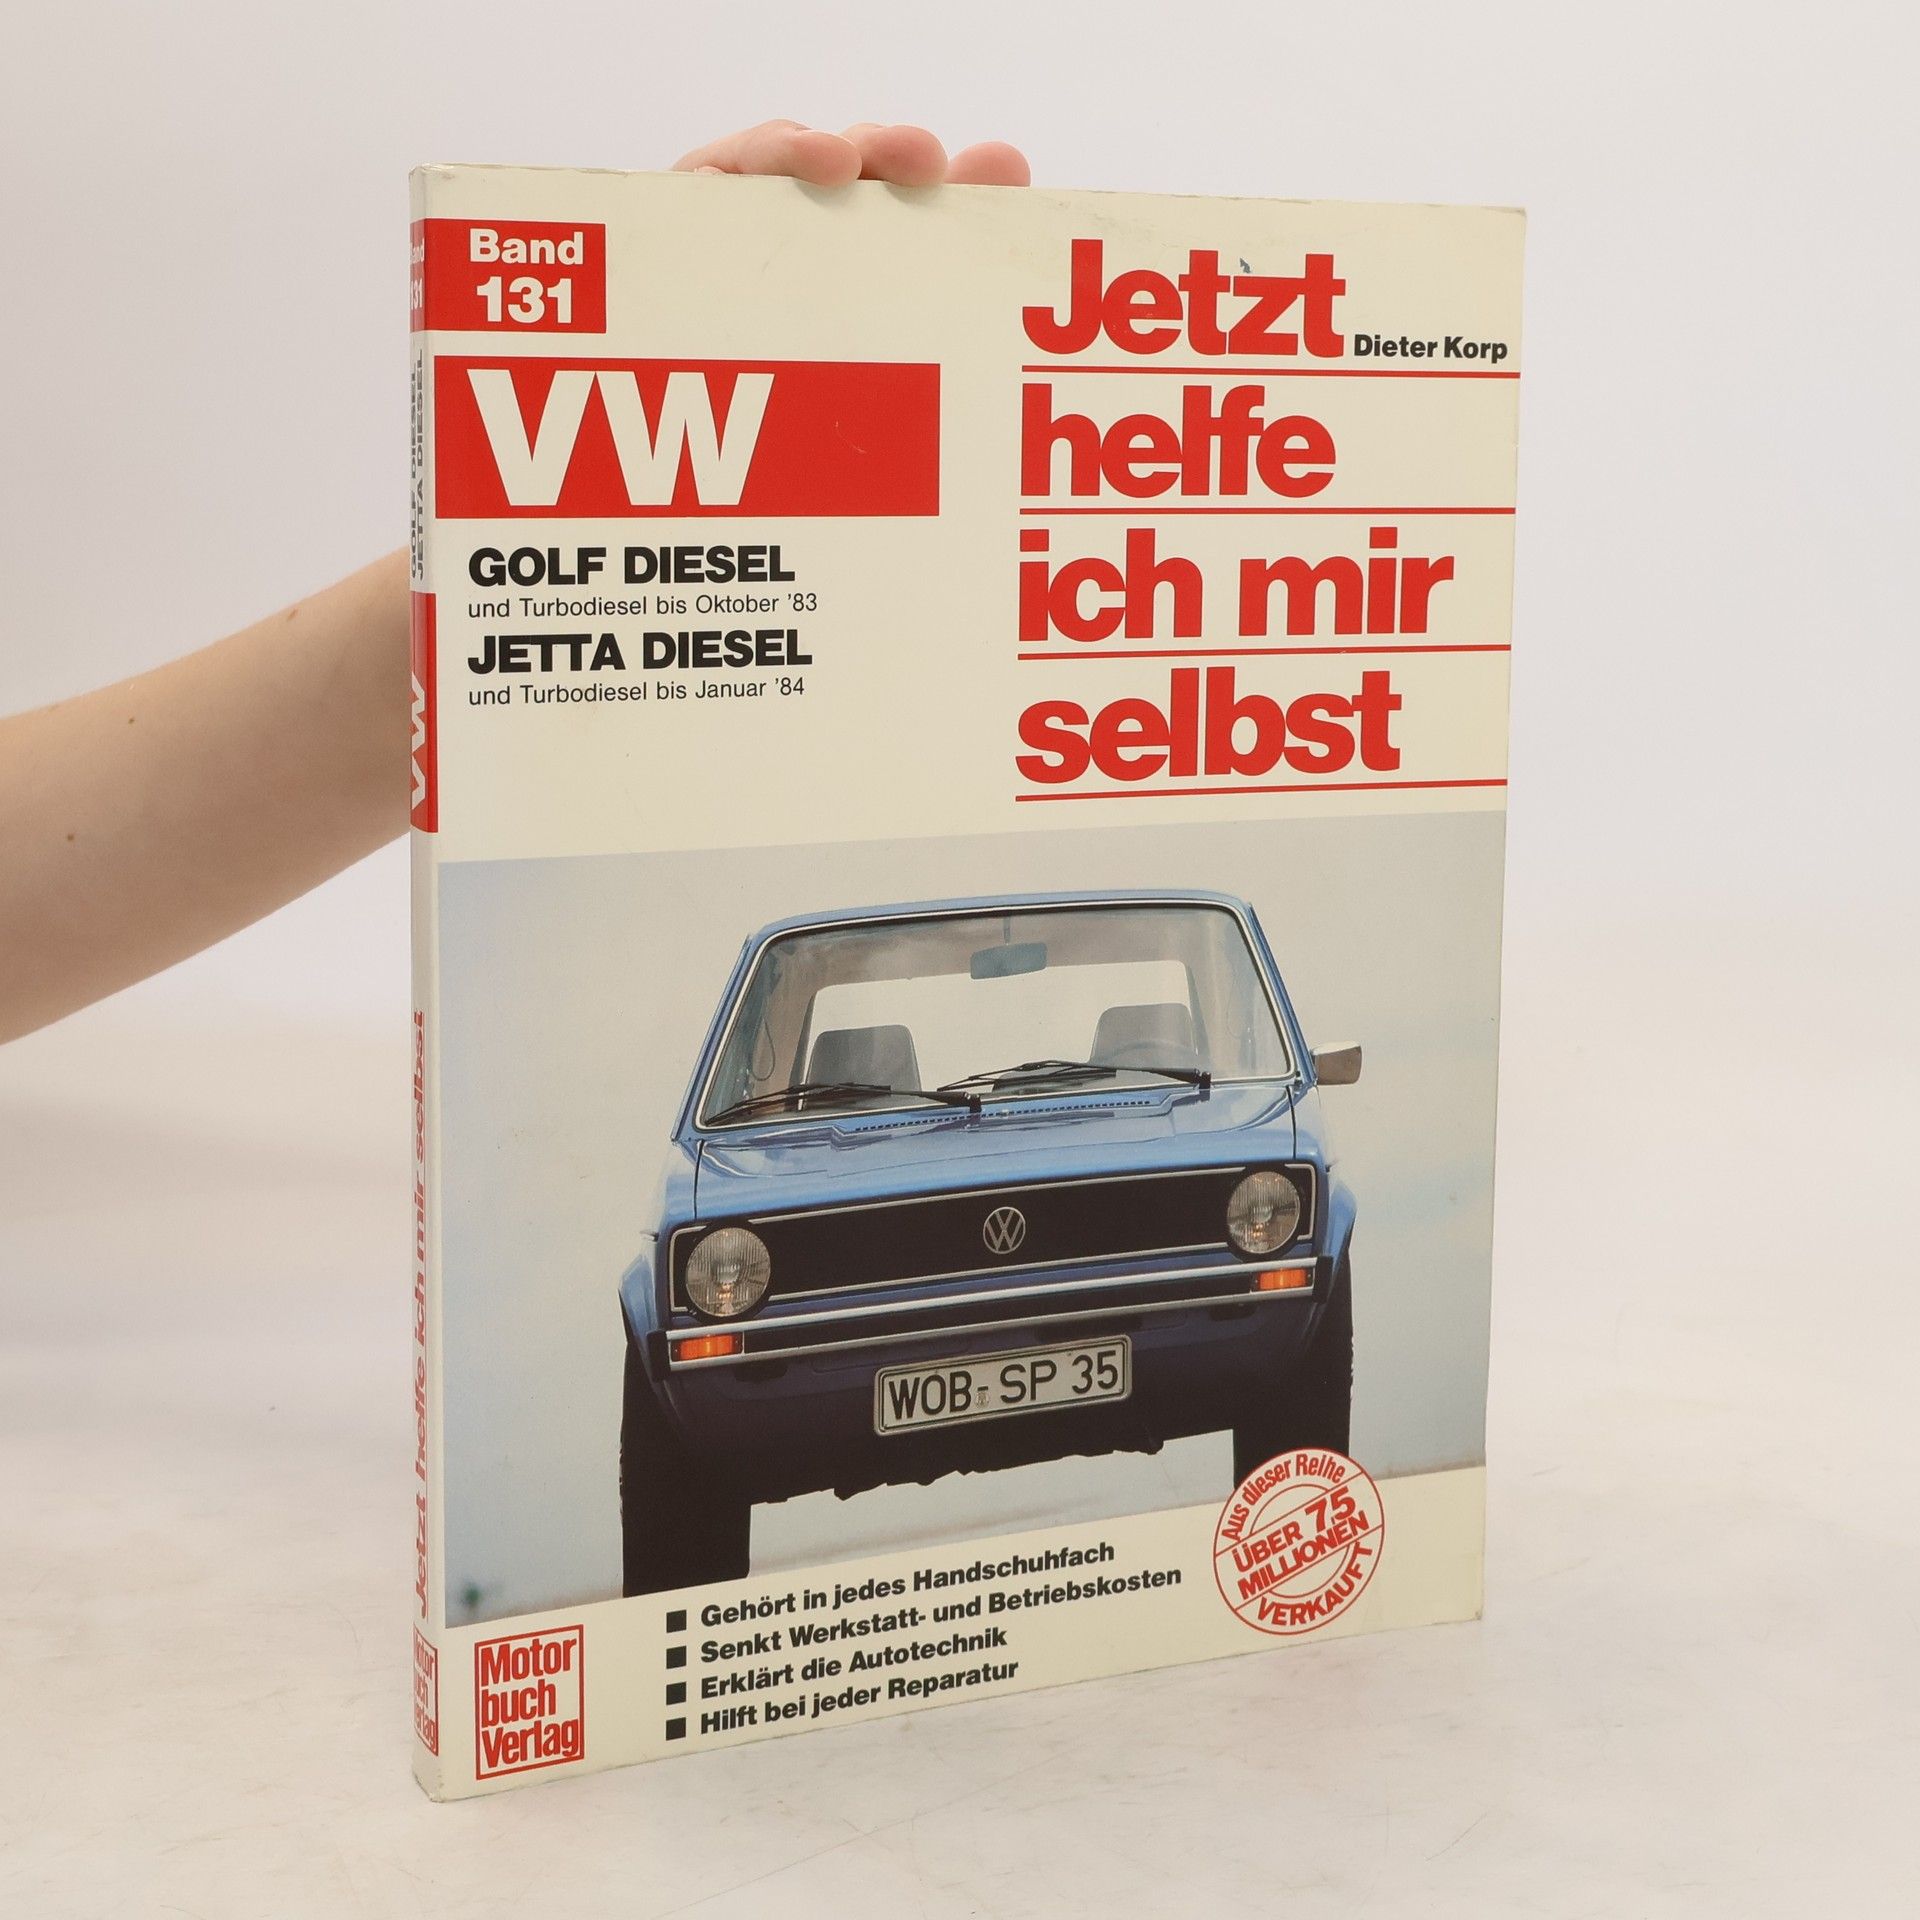 Band
131
VW
GOLF DIESEL
und Turbodiesel bis Oktober '83
JETTA DIESEL
und Turbodiesel bis Januar '84
Jetzt
Dieter Korp
helfe
ich mir
selbst
WOB-SP 35
Aus dieser Reihe
ÜBER 7,5
MILLIONEN
VERKAUFT
Gehört in jedes Handschuhfach
Senkt Werkstatt- und Betriebskosten
Erklärt die Autotechnik
Hilft bei jeder Reparatur
Motor
buch
Verlag
Band
131
GOLF DIESEL
JETTA DIESEL
VW
Jetzt helfe ich mir selbst
Motor
buch
Verlag